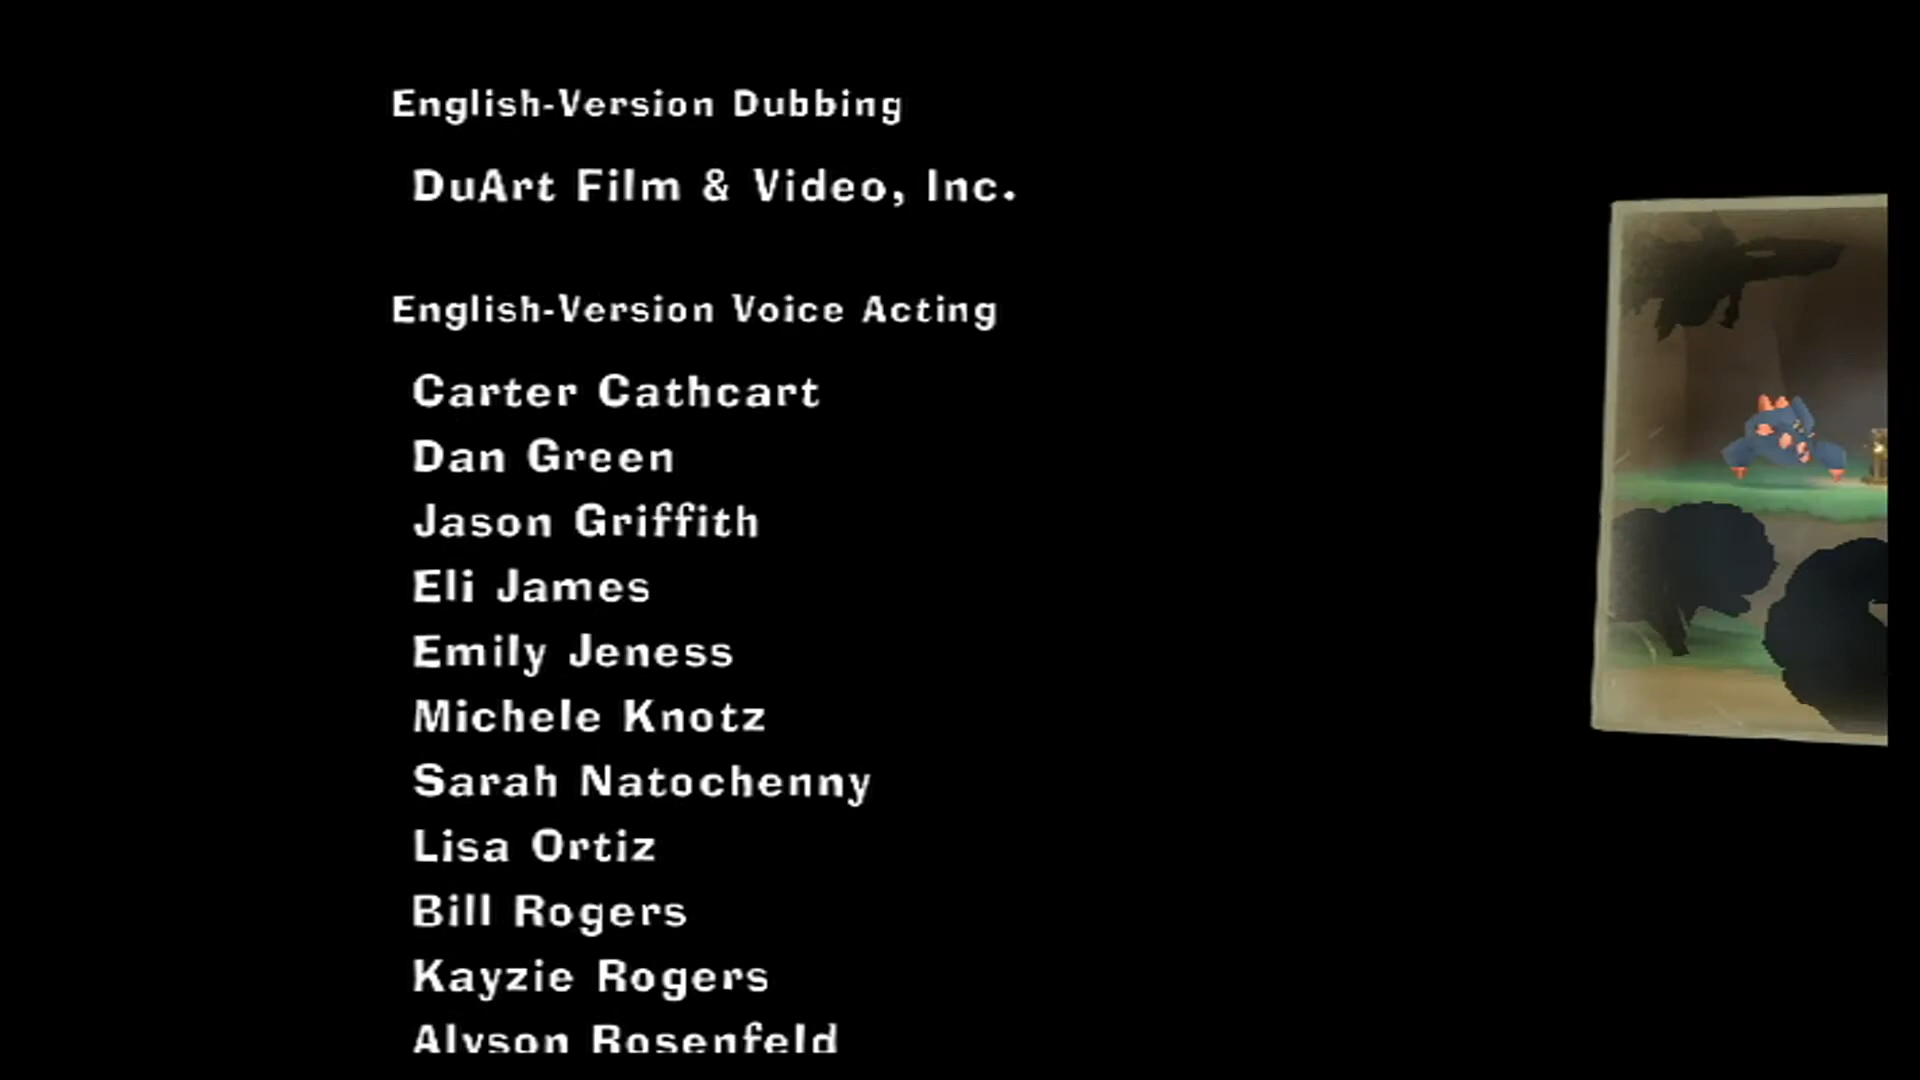 English-Version Dubbing
DuArt Film & Video, Inc.
English-Version Voice Acting
Carter Cathcart
Dan Green
Jason Griffith
Eli James
Emily Jeness
Michele Knotz
Sarah Natochenny
Lisa Ortiz
Bill Rogers
Kayzie Rogers
Alyson Rosenfeld